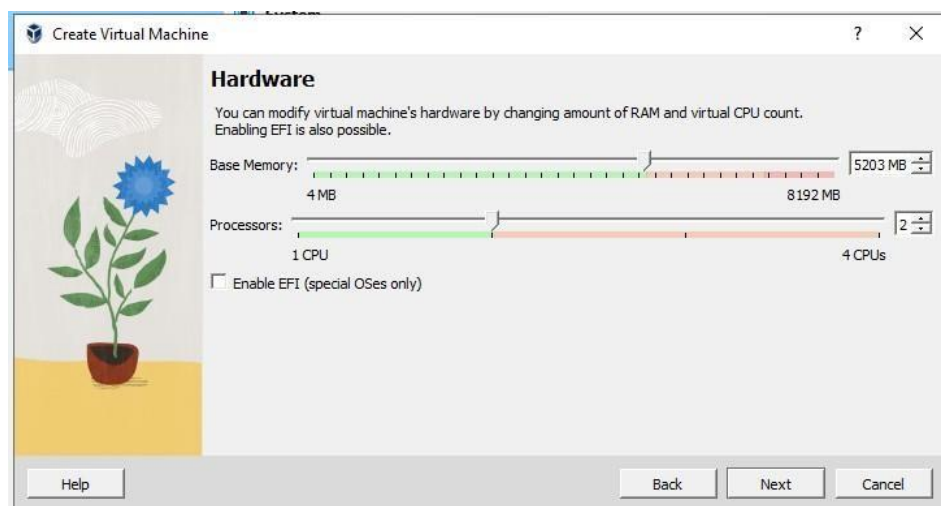 System
Create Virtual Machine
?
Hardware
You can modify virtual machine's hardware by changing amount of RAM and virtual CPU count.
Enabling EFI is also possible.
Base Memory:
5203 MB
4 MB
8192 MB
Processors:
2
1 CPU
4 CPUs
Enable EFI (special OSes only)
Help
Back
Next
Cancel